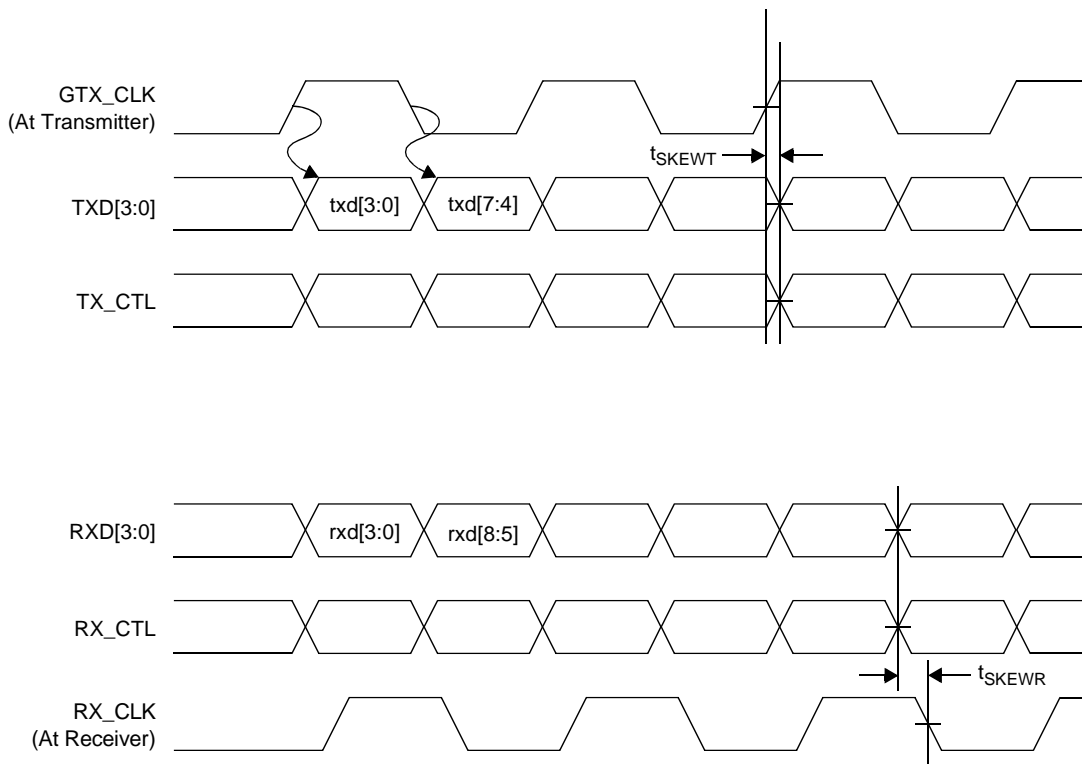 GTX_CLK
(At Transmitter)
tSKEWT
TXD[3:0]
txd[3:0]
txd[7:4]
TX_CTL
RXD[3:0]
rxd[3:0]
rxd[8:5]
RX_CTL
tSKEWR
RX_CLK
(At Receiver)